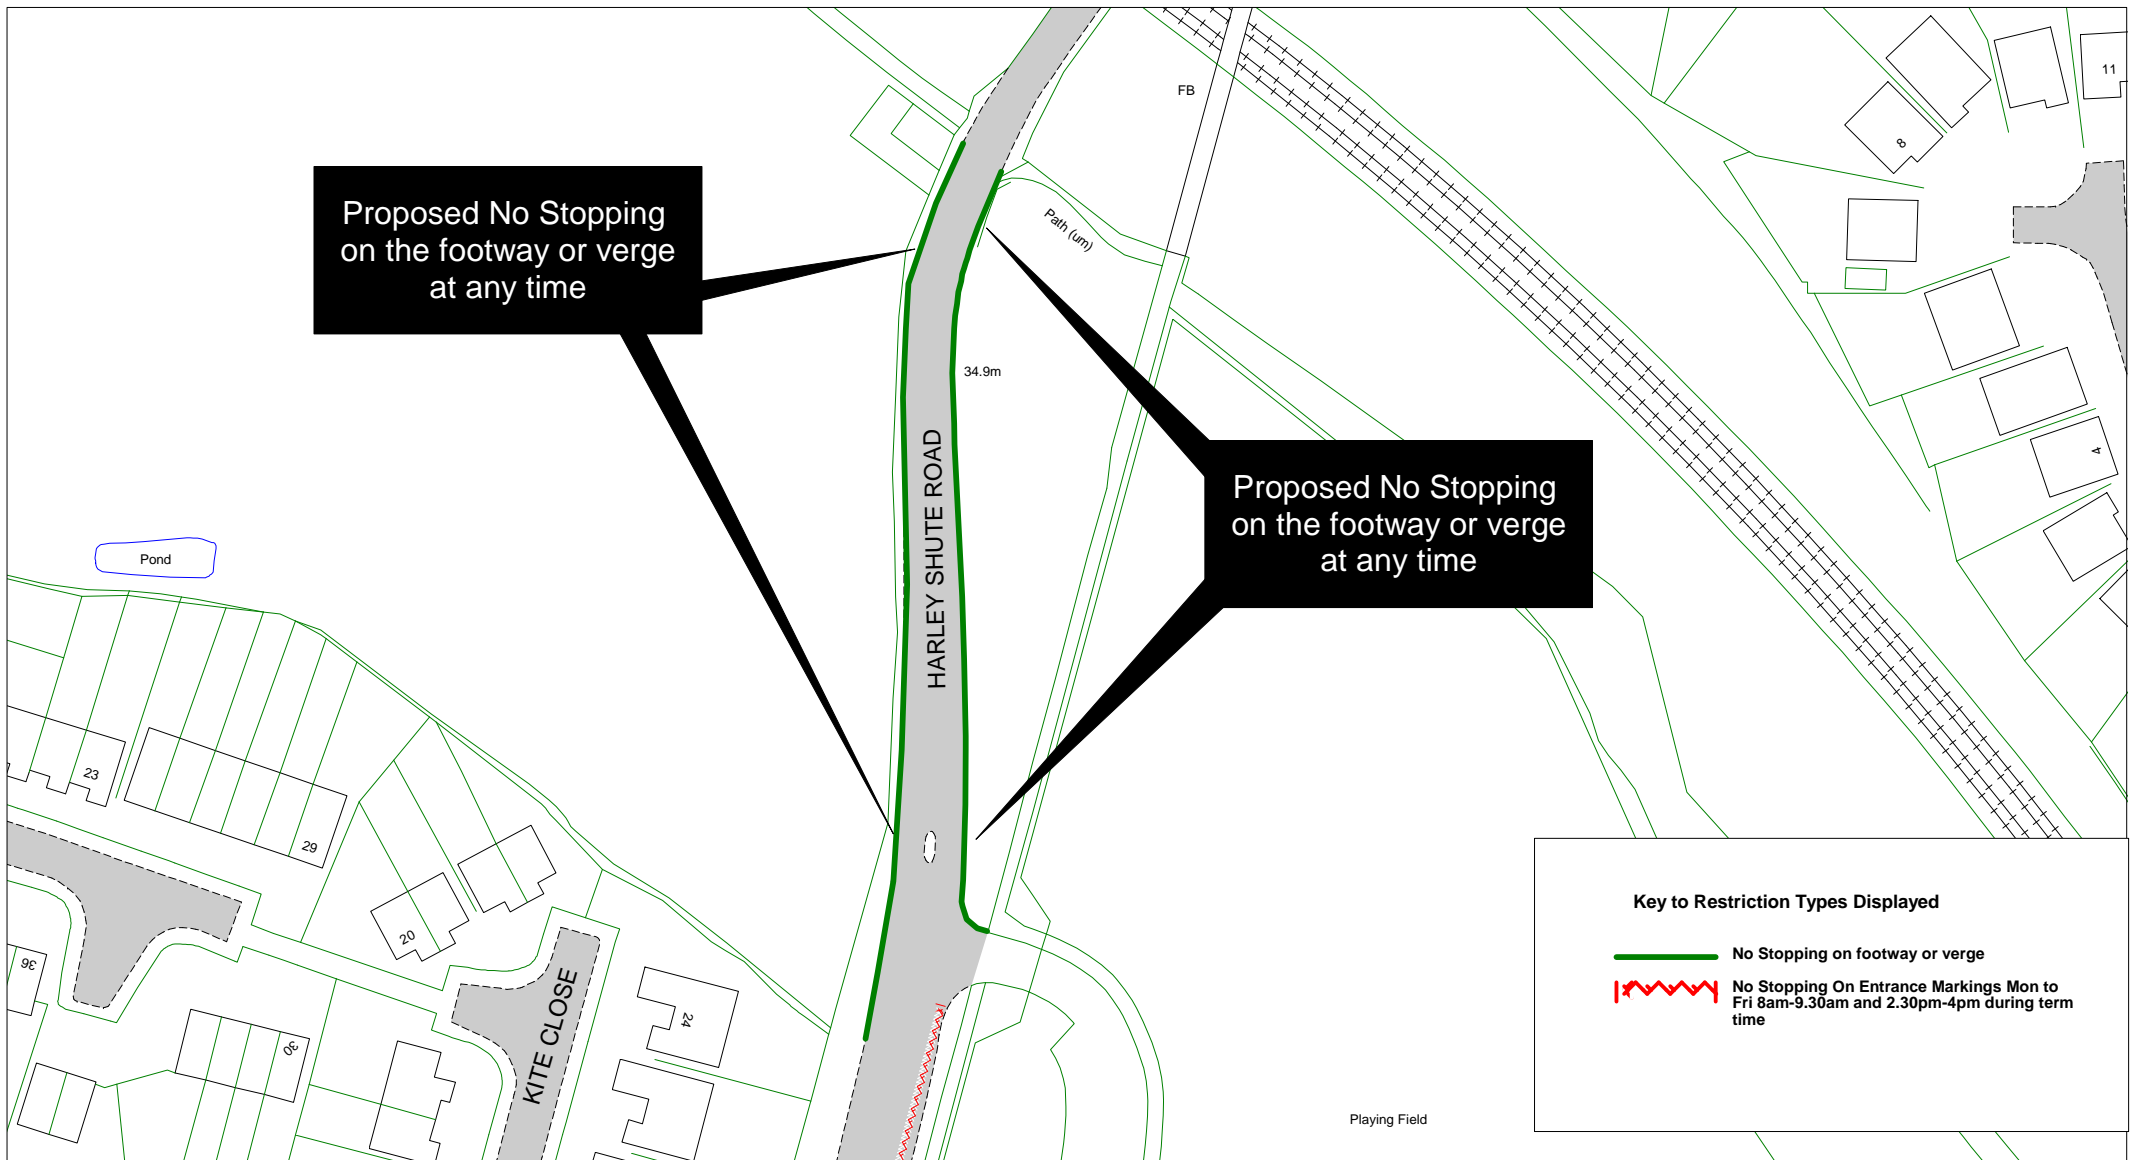 11
FB
8
Proposed No Stopping
on the footway or verge
at any time
Path (um)
34.9m
4
HARLEY SHUTE ROAD
Proposed No Stopping
on the footway or verge
at any time
Pond
23
29
20
36
24
30
KITE CLOSE
Playing Field
Key to Restriction Types Displayed
No Stopping on footway or verge
No Stopping On Entrance Markings Mon to
Fri 8am-9.30am and 2.30pm-4pm during term
time